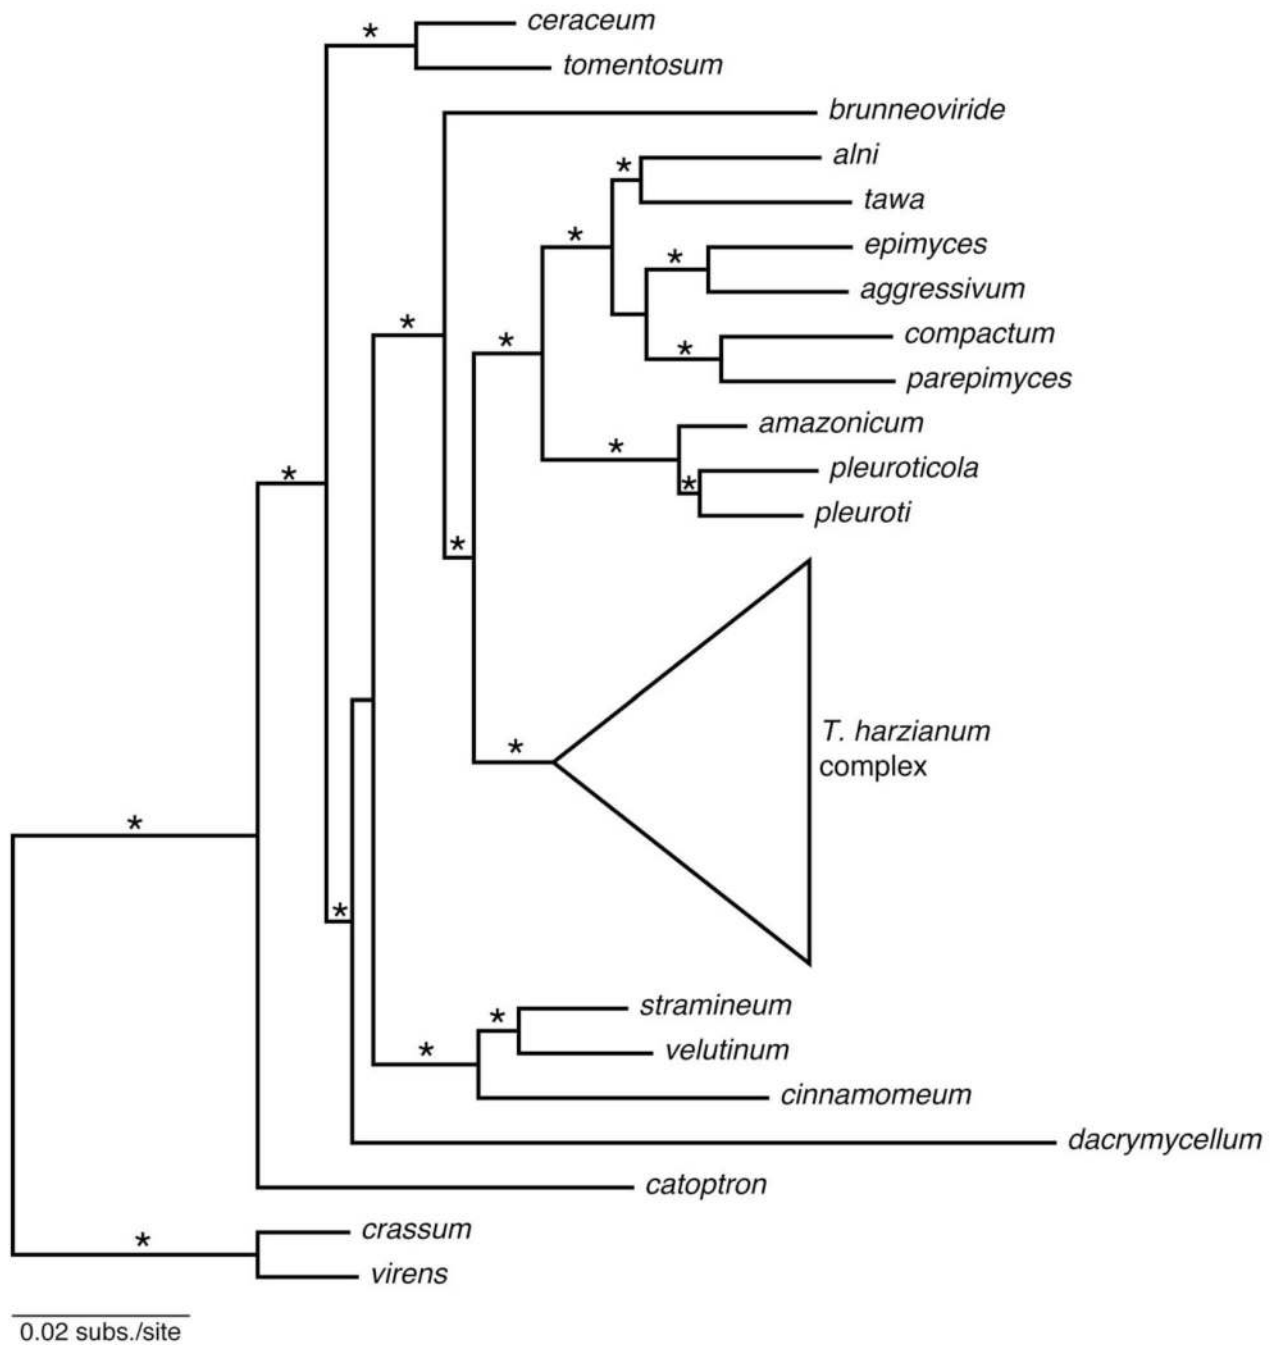 *
ceraceum
tomentosum
brunneoviride
*
alni
tawa
*
*
epimyces
aggressivum
*
*
*
compactum
parepimyces
amazonicum
*
pleuroticola
*
*
pleuroti
*
T. harzianum
complex
*
*
*
*
stramineum
velutinum
*
cinnamomeum
dacrymycellum
catoptron
*
crassum
virens
0.02 subs./site